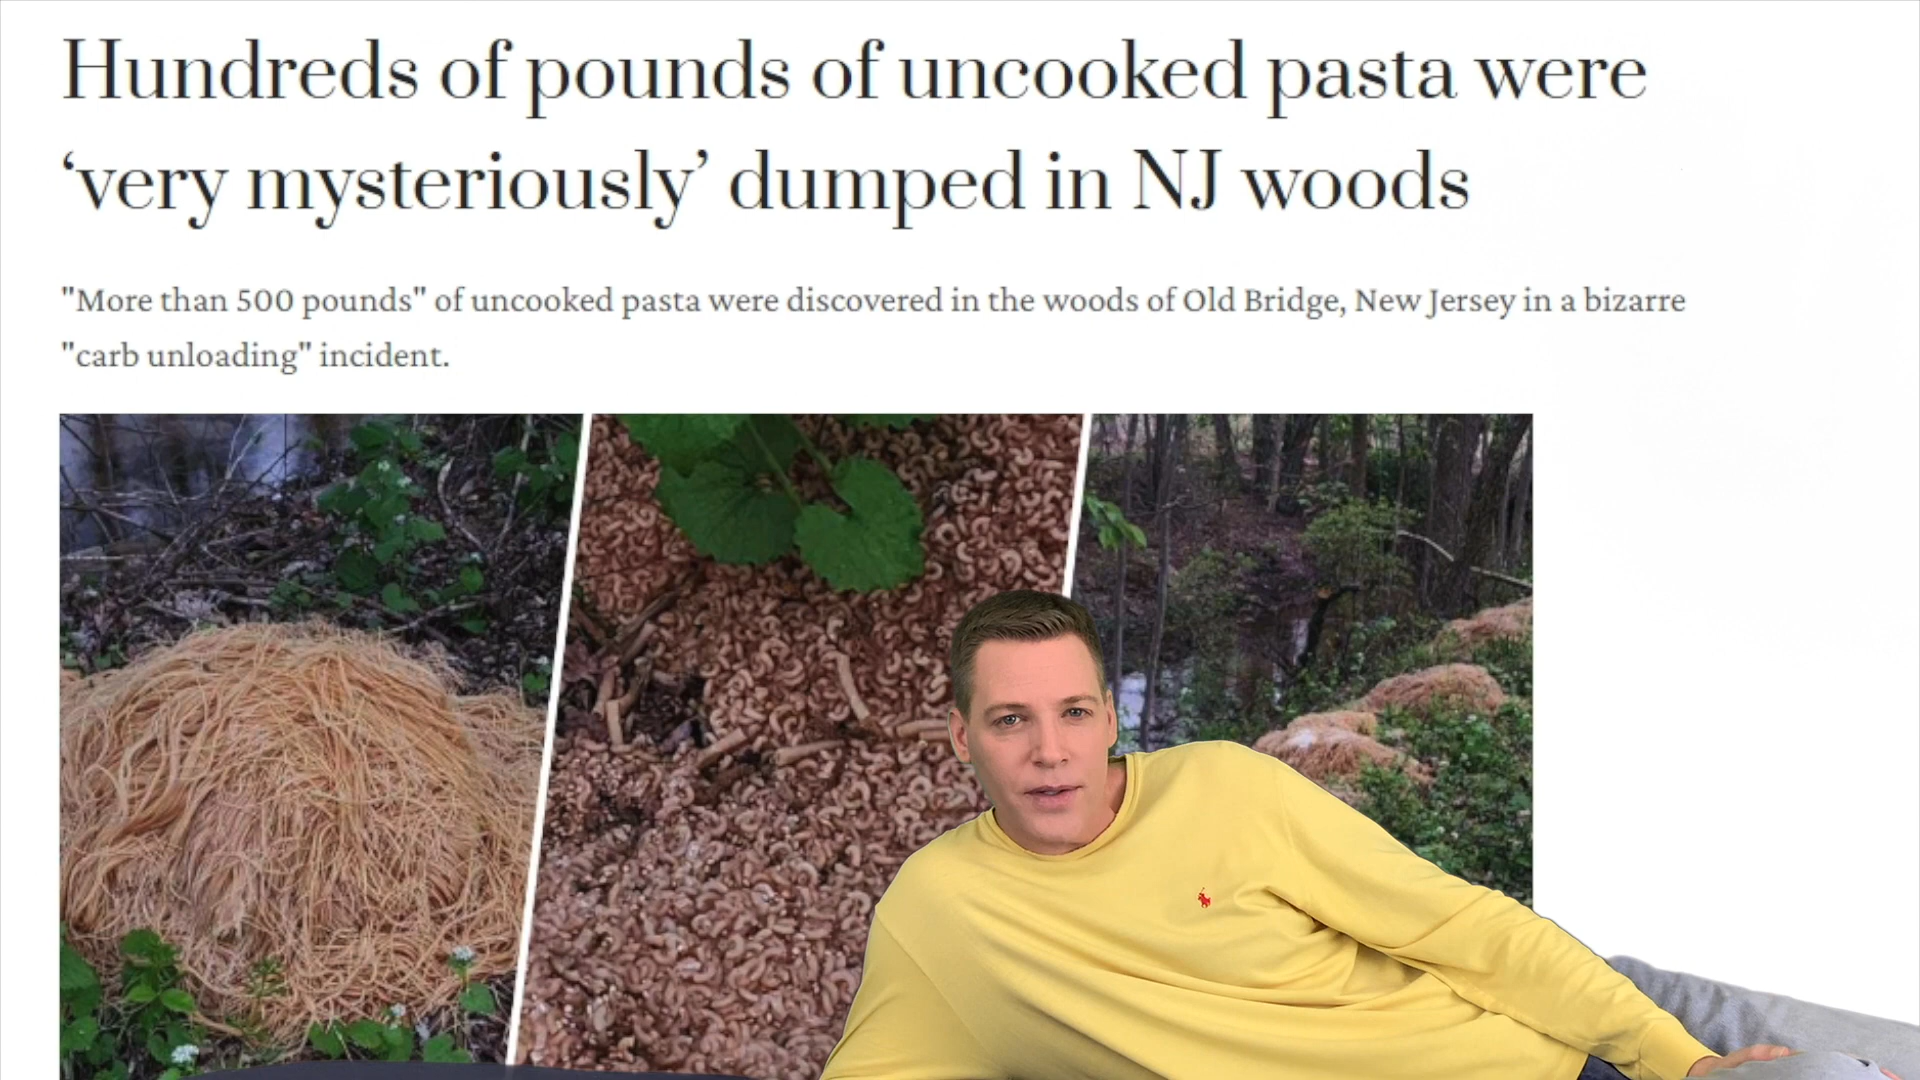 Hundreds of pounds of uncooked pasta were
‘very mysteriously’ dumped in NJ woods
"More than 500 pounds" of uncooked pasta were discovered in the woods of Old Bridge, New Jersey in a bizarre
"carb unloading" incident.